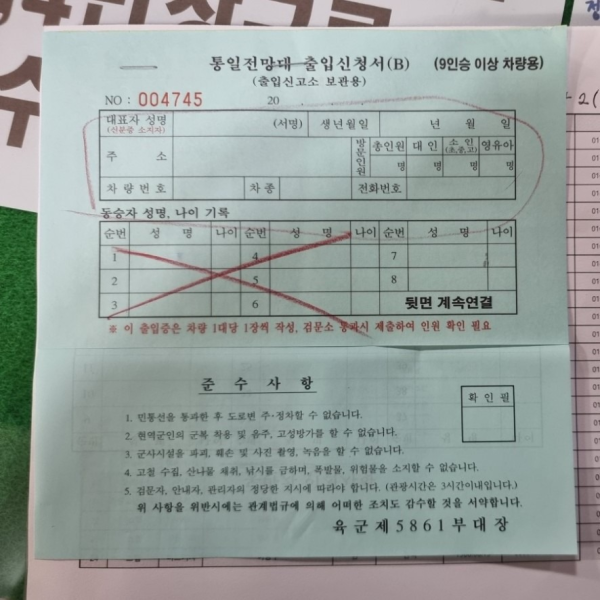 통일전망대 출입신청서(B) (9인승 이상 차량용)
(출입신고소 보관용)
NO : 004745 20 . . .
대표자 성명 (서명) 생년월일 년 월 일
(신분증 소지자)
주 소 방문인원 총인원 대 인 소 인 영유아
(초,중,고)
명 명 명 명
차 량 번 호 차 종 전화번호
동승자 성명, 나이 기록
순번 성 명 나이 순번 성 명 나이 순번 성 명 나이
1 4 7
2 5 8
3 6 뒷면 계속연결
※ 이 출입증은 차량 1대당 1장씩 작성, 검문소 통과시 제출하여 인원 확인 필요
준 수 사 항
확 인 필
1. 민통선을 통과한 후 도로변 주·정차할 수 없습니다.
2. 현역군인의 군복 착용 및 음주, 고성방가를 할 수 없습니다.
3. 군사시설을 파괴, 훼손 및 사진 촬영, 녹음을 할 수 없습니다.
4. 고철 수집, 산나물 채취, 낚시를 금하며, 폭발물, 위험물을 소지할 수 없습니다.
5. 검문자, 안내자, 관리자의 정당한 지시에 따라야 합니다. (관광시간은 3시간이내입니다.)
위 사항을 위반시에는 관계법규에 의해 어떠한 조치도 감수할 것을 서약합니다.
육 군 제 5 8 6 1 부 대 장